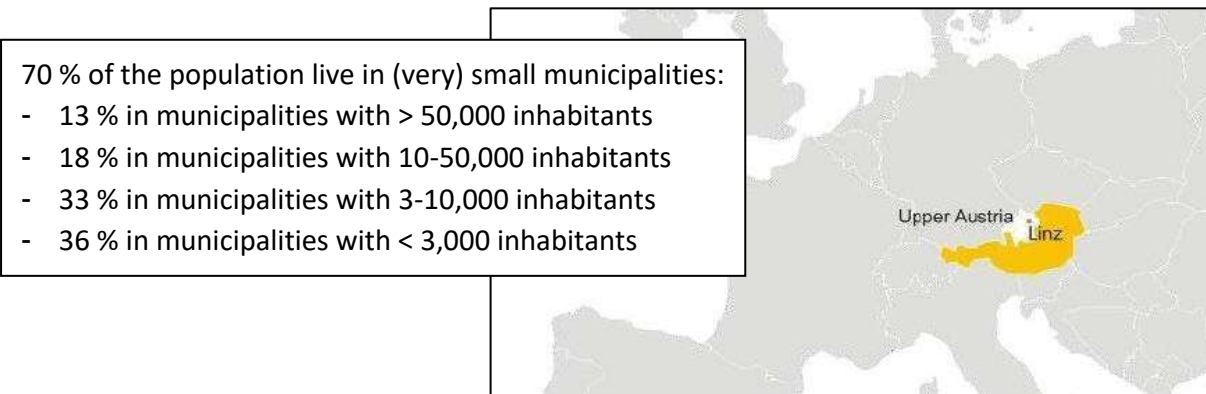 70 % of the population live in (very) small municipalities:
- 13 % in municipalities with > 50,000 inhabitants
- 18 % in municipalities with 10-50,000 inhabitants
- 33 % in municipalities with 3-10,000 inhabitants
- 36 % in municipalities with < 3,000 inhabitants
Upper Austria
Linz